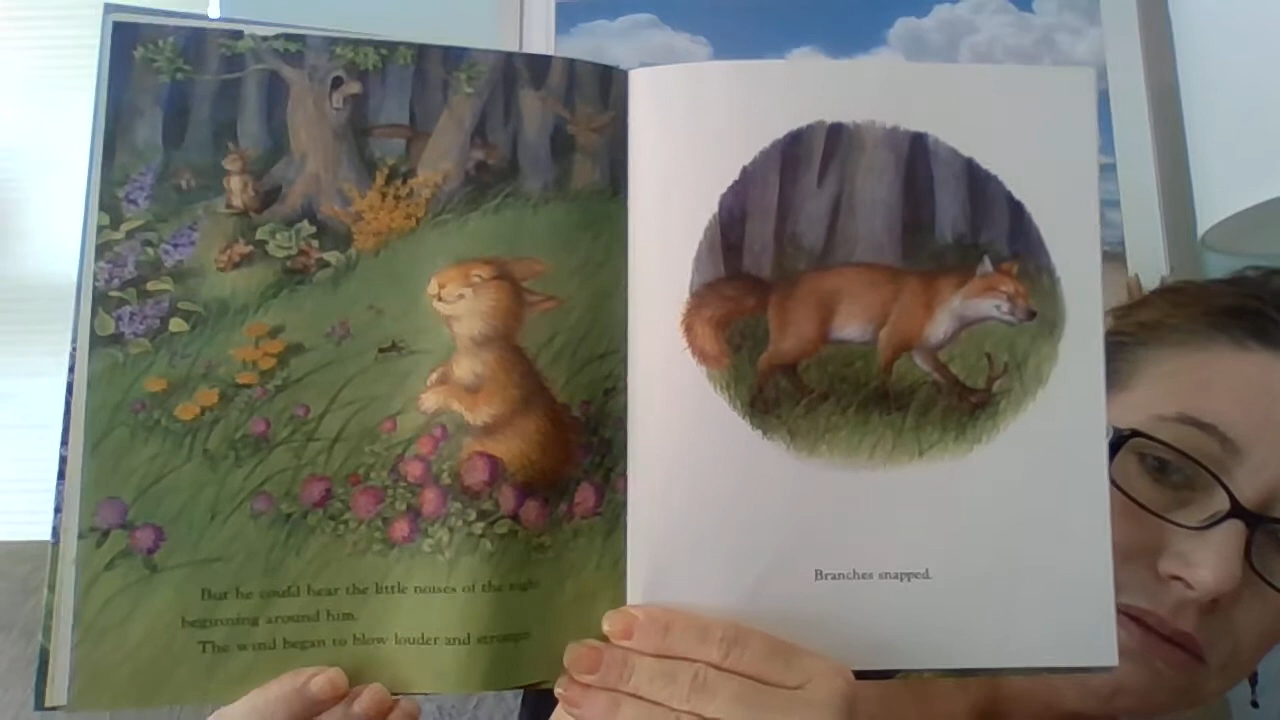 But he could hear the little noises of the night
beginning around him.
The wind began to blow louder and stronger.
Branches snapped.